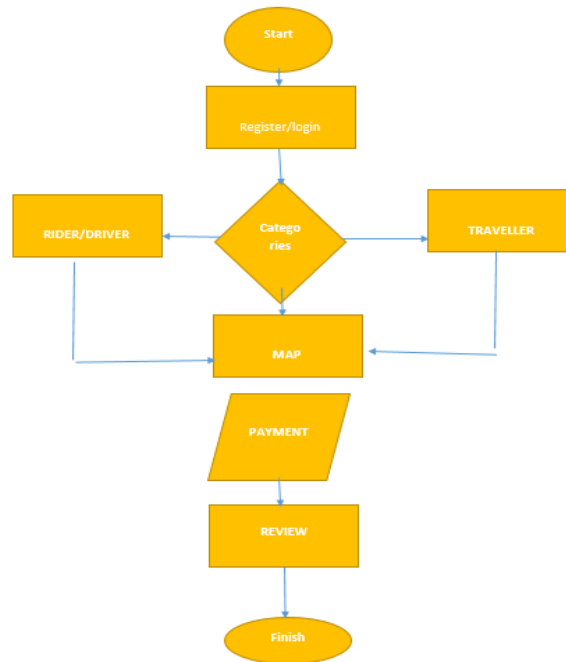 Start
Register/login
Catego
ries
RIDER/DRIVER
TRAVELLER
MAP
PAYMENT
REVIEW
Finish